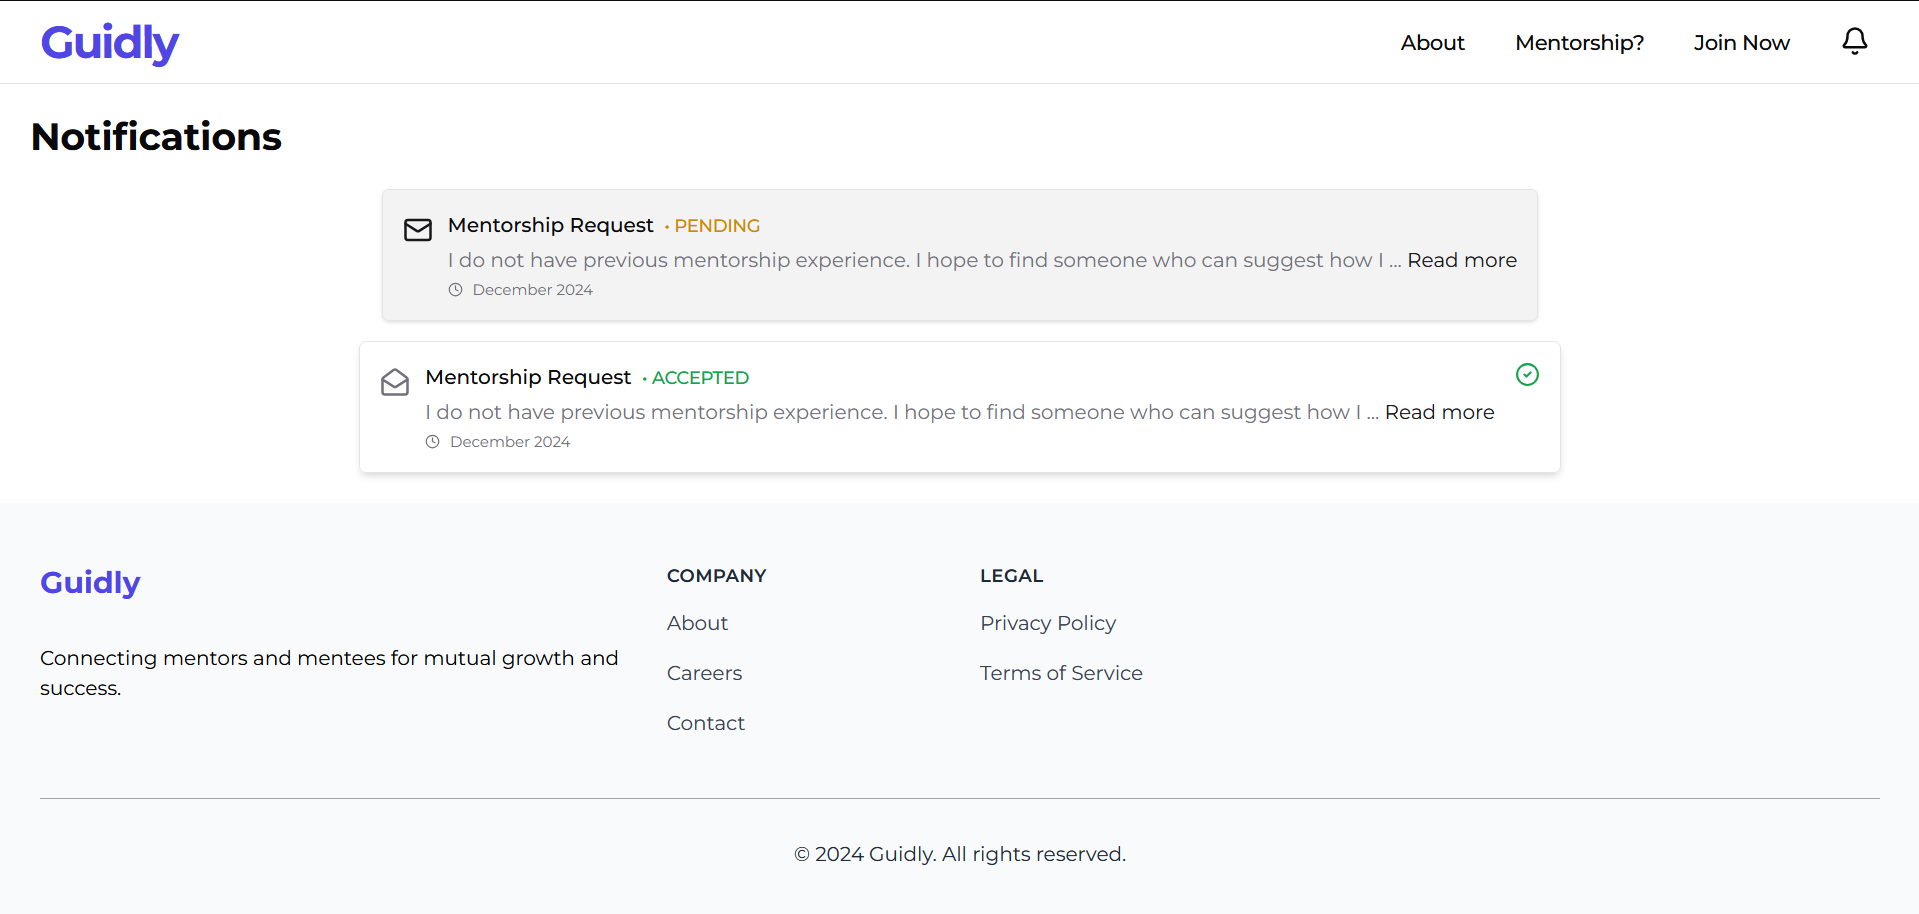 Guidly
About Mentorship? Join Now
Notifications
Mentorship Request • PENDING
I do not have previous mentorship experience. I hope to find someone who can suggest how I ... Read more
December 2024
Mentorship Request • ACCEPTED
I do not have previous mentorship experience. I hope to find someone who can suggest how I ... Read more
December 2024
Guidly
Connecting mentors and mentees for mutual growth and
success.
COMPANY
About
Careers
Contact
LEGAL
Privacy Policy
Terms of Service
© 2024 Guidly. All rights reserved.